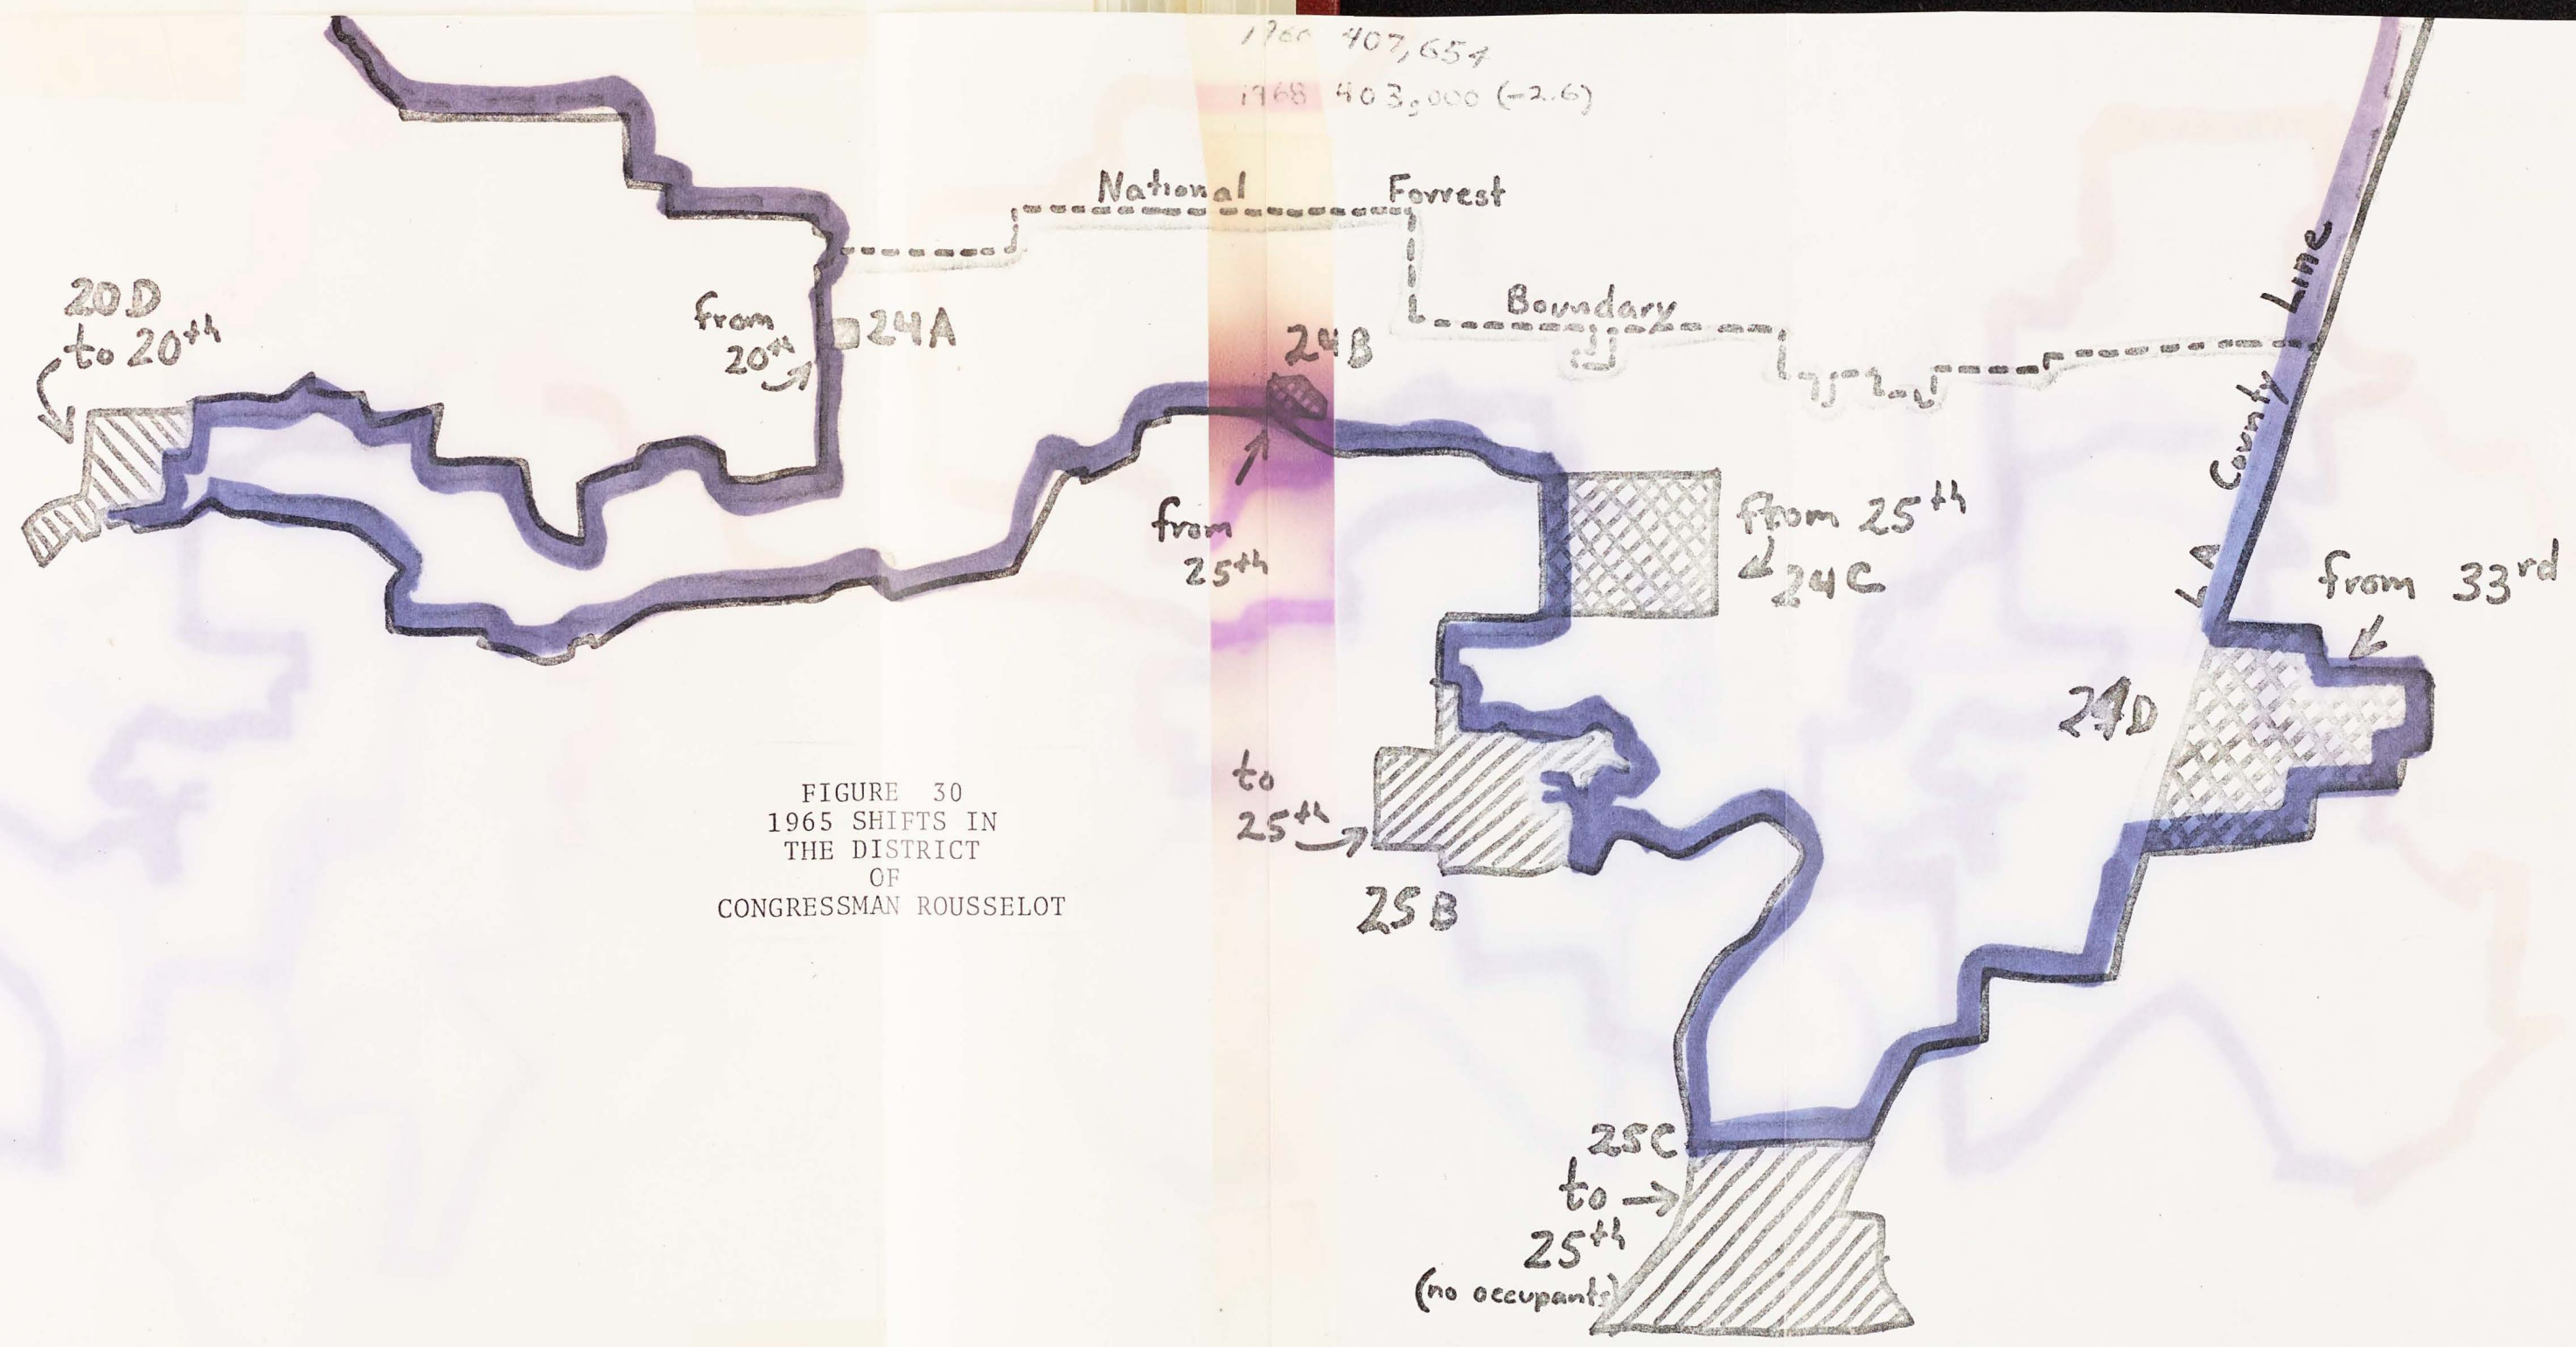 1960 407,654
1968 403,000 (-2.6)
National Forrest
Boundary
20D
to 20th
from
20th
24A
24B
from
25th
from 25th
24C
LA County Line
from 33rd
24D
to
25th
25B
FIGURE 30
1965 SHIFTS IN
THE DISTRICT
OF
CONGRESSMAN ROUSSELOT
25C
to
25th
(no occupants)